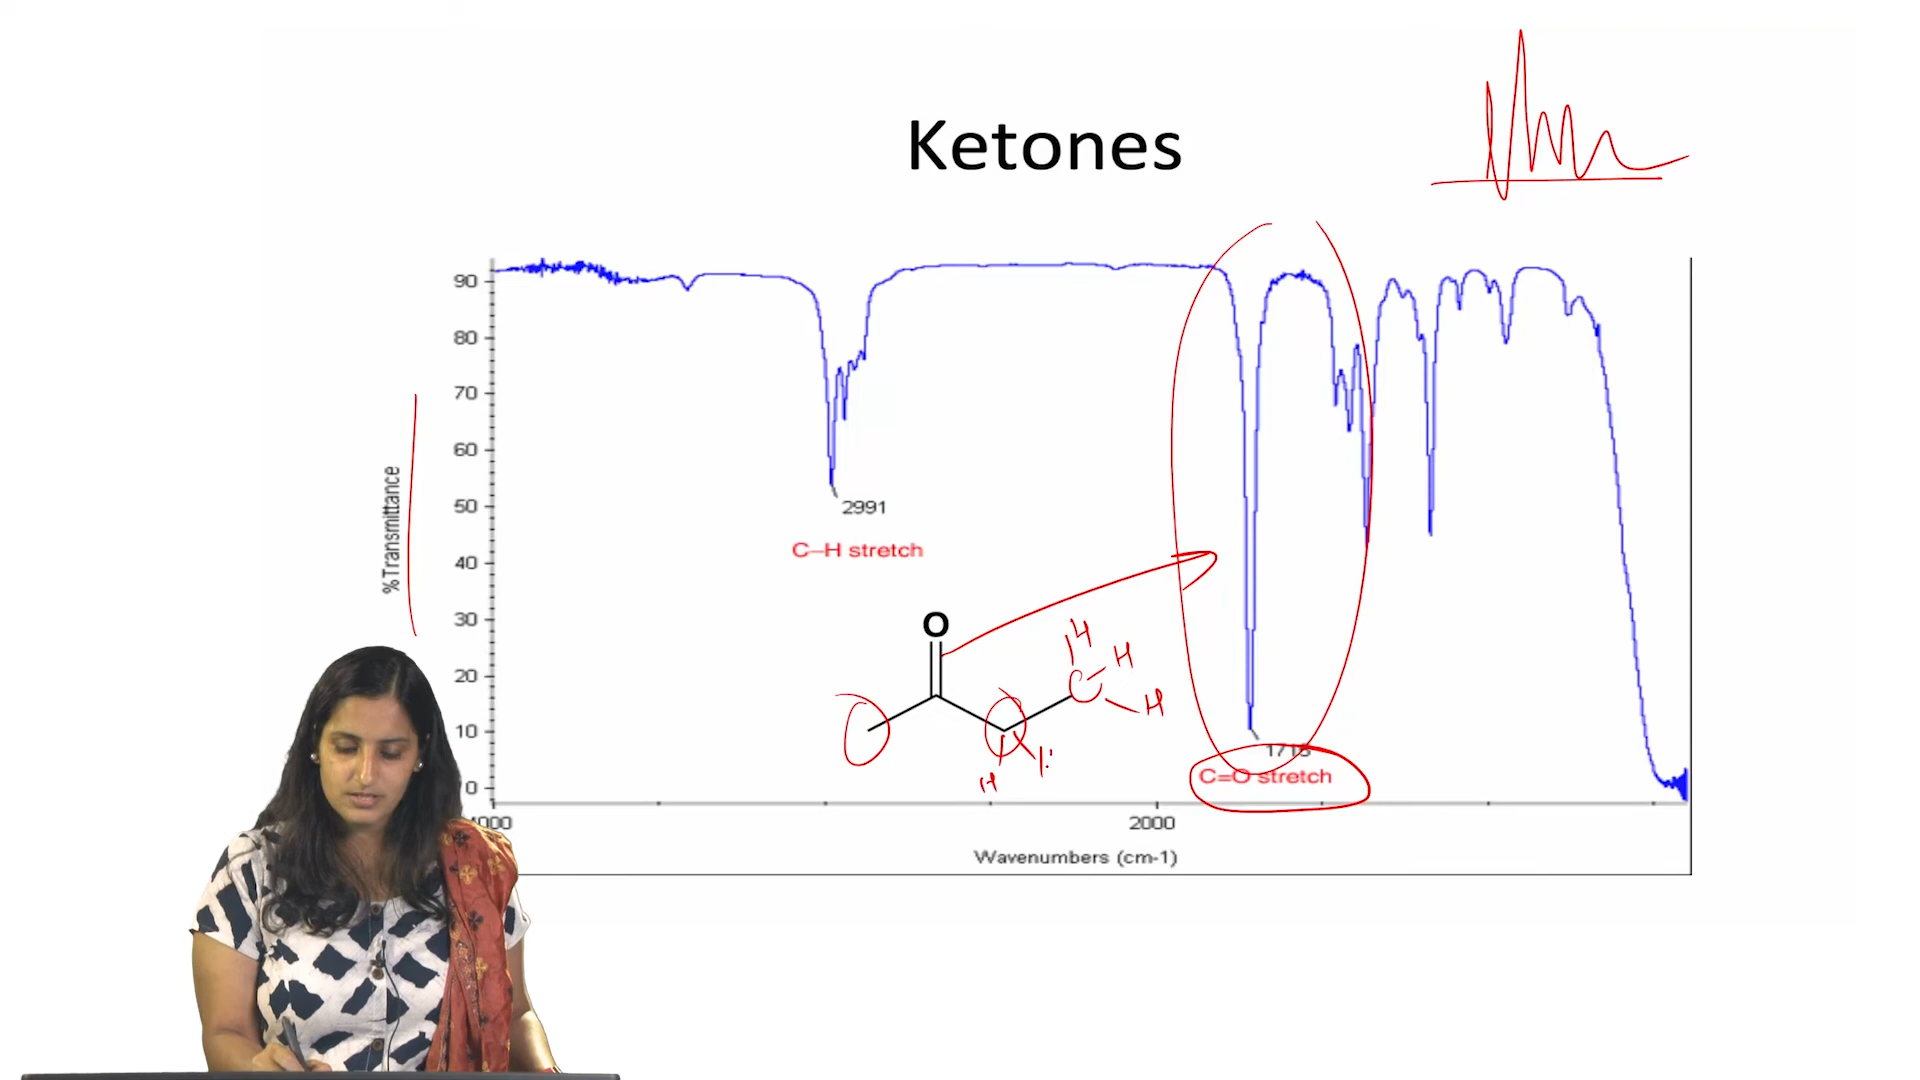 Ketones
90
80
70
60
50
40
30
20
10
0
%Transmittance
2991
C–H stretch
O
H
H
C
H
H
C=O stretch
2000
Wavenumbers (cm-1)